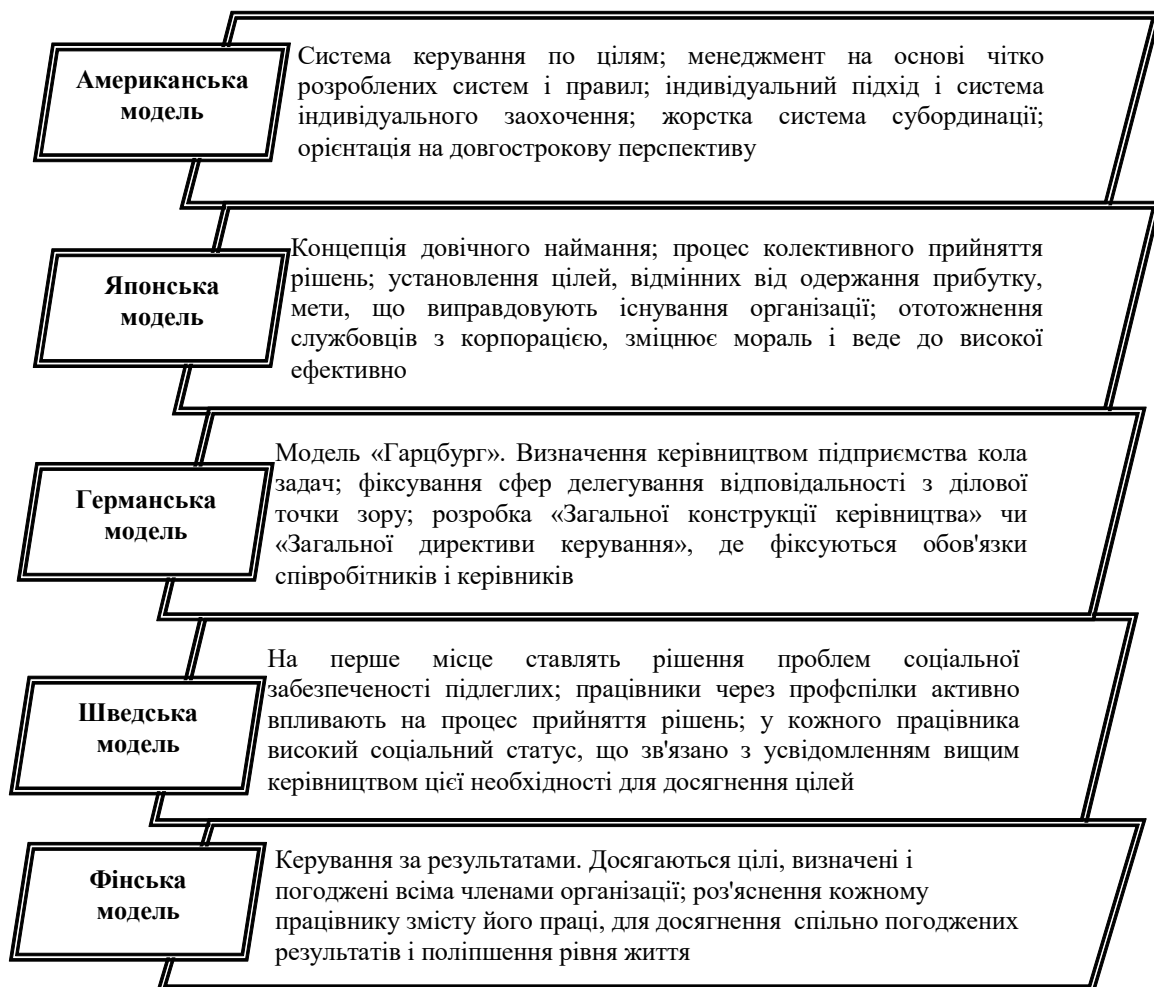 Американська
модель
Система керування по цілям; менеджмент на основі чітко
розроблених систем і правил; індивідуальний підхід і система
індивідуального заохочення; жорстка система субординації;
орієнтація на довгострокову перспективу
Японська
модель
Концепція довічного наймання; процес колективного прийняття
рішень; установлення цілей, відмінних від одержання прибутку,
мети, що виправдовують існування організації; ототожнення
службовців з корпорацією, зміцнює мораль і веде до високої
ефективно
Германська
модель
Модель «Гарцбург». Визначення керівництвом підприємства кола
задач; фіксування сфер делегування відповідальності з ділової
точки зору; розробка «Загальної конструкції керівництва» чи
«Загальної директиви керування», де фіксуються обов'язки
співробітників і керівників
Шведська
модель
На перше місце ставлять рішення проблем соціальної
забезпеченості підлеглих; працівники через профспілки активно
впливають на процес прийняття рішень; у кожного працівника
високий соціальний статус, що зв'язано з усвідомленням вищим
керівництвом цієї необхідності для досягнення цілей
Фінська
модель
Керування за результатами. Досягаються цілі, визначені і
погоджені всіма членами організації; роз'яснення кожному
працівнику змісту його праці, для досягнення спільно погоджених
результатів і поліпшення рівня життя